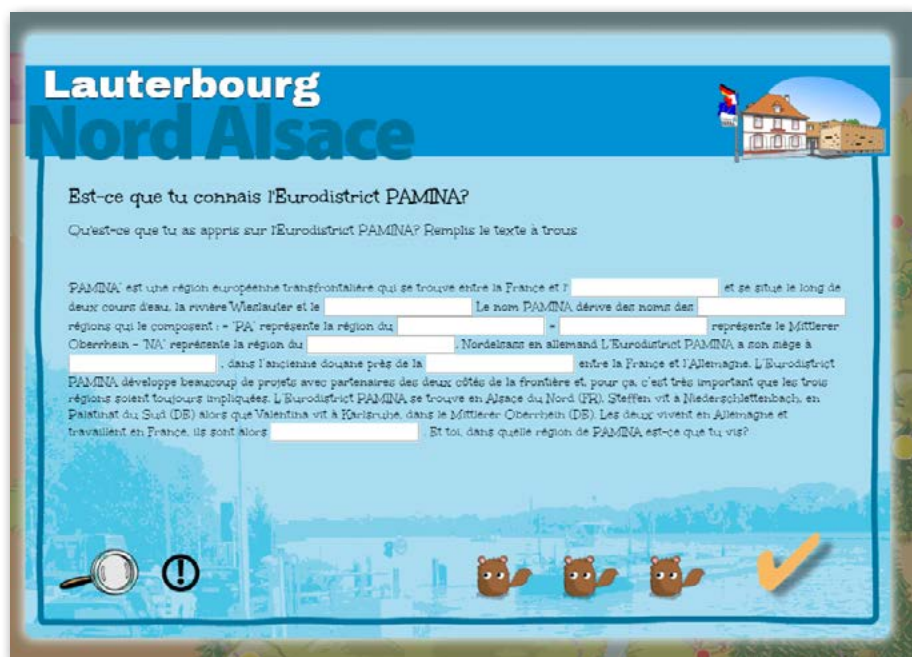 Lauterbourg
Nord Alsace
Est-ce que tu connais l'Eurodistrict PAMINA?
Qu'est-ce que tu as appris sur l'Eurodistrict PAMINA? Remplis le texte à trous
"PAMINA" est une région européenne transfrontalière qui se trouve entre la France et l' et se situe le long de
deux cours d'eau, la rivière Wieslauter et le Le nom PAMINA dérive des noms des
régions qui le composent : - "PA" représente la région du - représente le Mittlerer
Oberrhein - "NA" représente la région du , Nordelsass en allemand L'Eurodistrict PAMINA a son siège à
, dans l'ancienne douane près de la entre la France et l'Allemagne. L'Eurodistrict
PAMINA développe beaucoup de projets avec partenaires des deux côtés de la frontière et, pour ça, c'est très important que les trois
régions soient toujours impliquées. L'Eurodistrict PAMINA se trouve en Alsace du Nord (FR). Steffen vit à Niederschlettenbach, en
Palatinat du Sud (DE) alors que Valentina vit à Karlsruhe, dans le Mittlerer Oberrhein (DE). Les deux vivent en Allemagne et
travaillent en France, ils sont alors . Et toi, dans quelle région de PAMINA est-ce que tu vis?